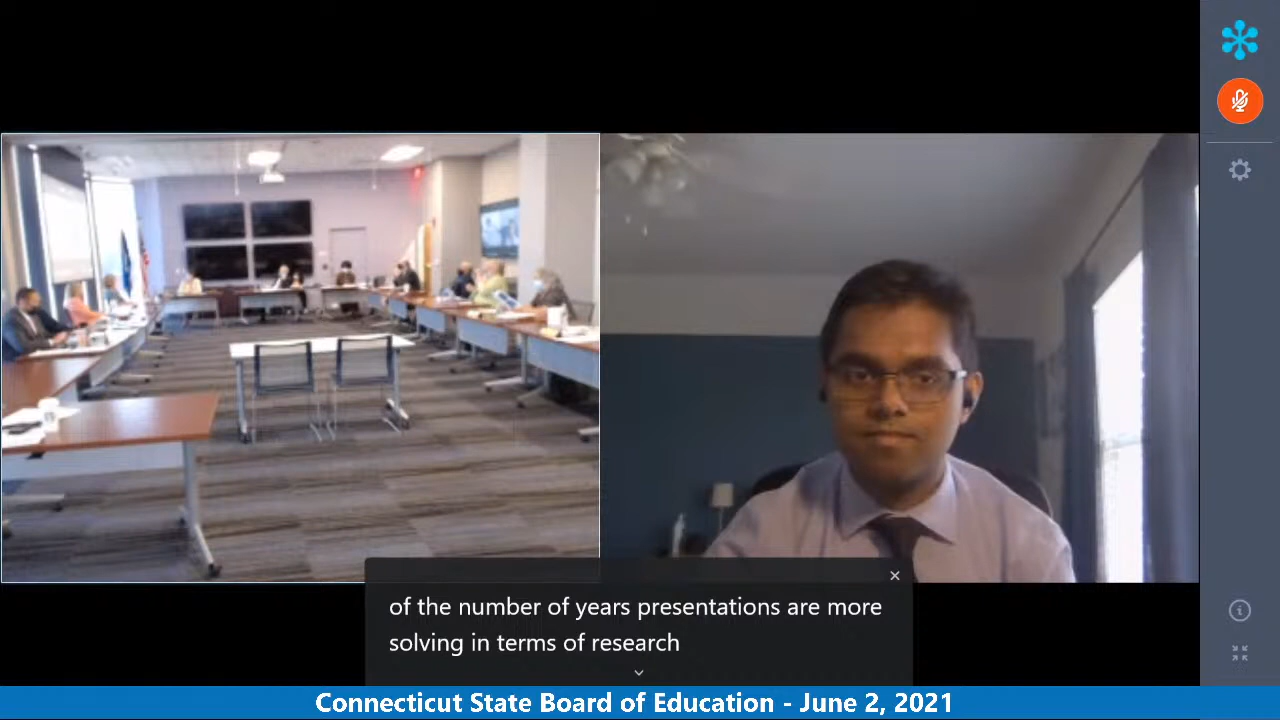 of the number of years presentations are more
solving in terms of research
Connecticut State Board of Education - June 2, 2021